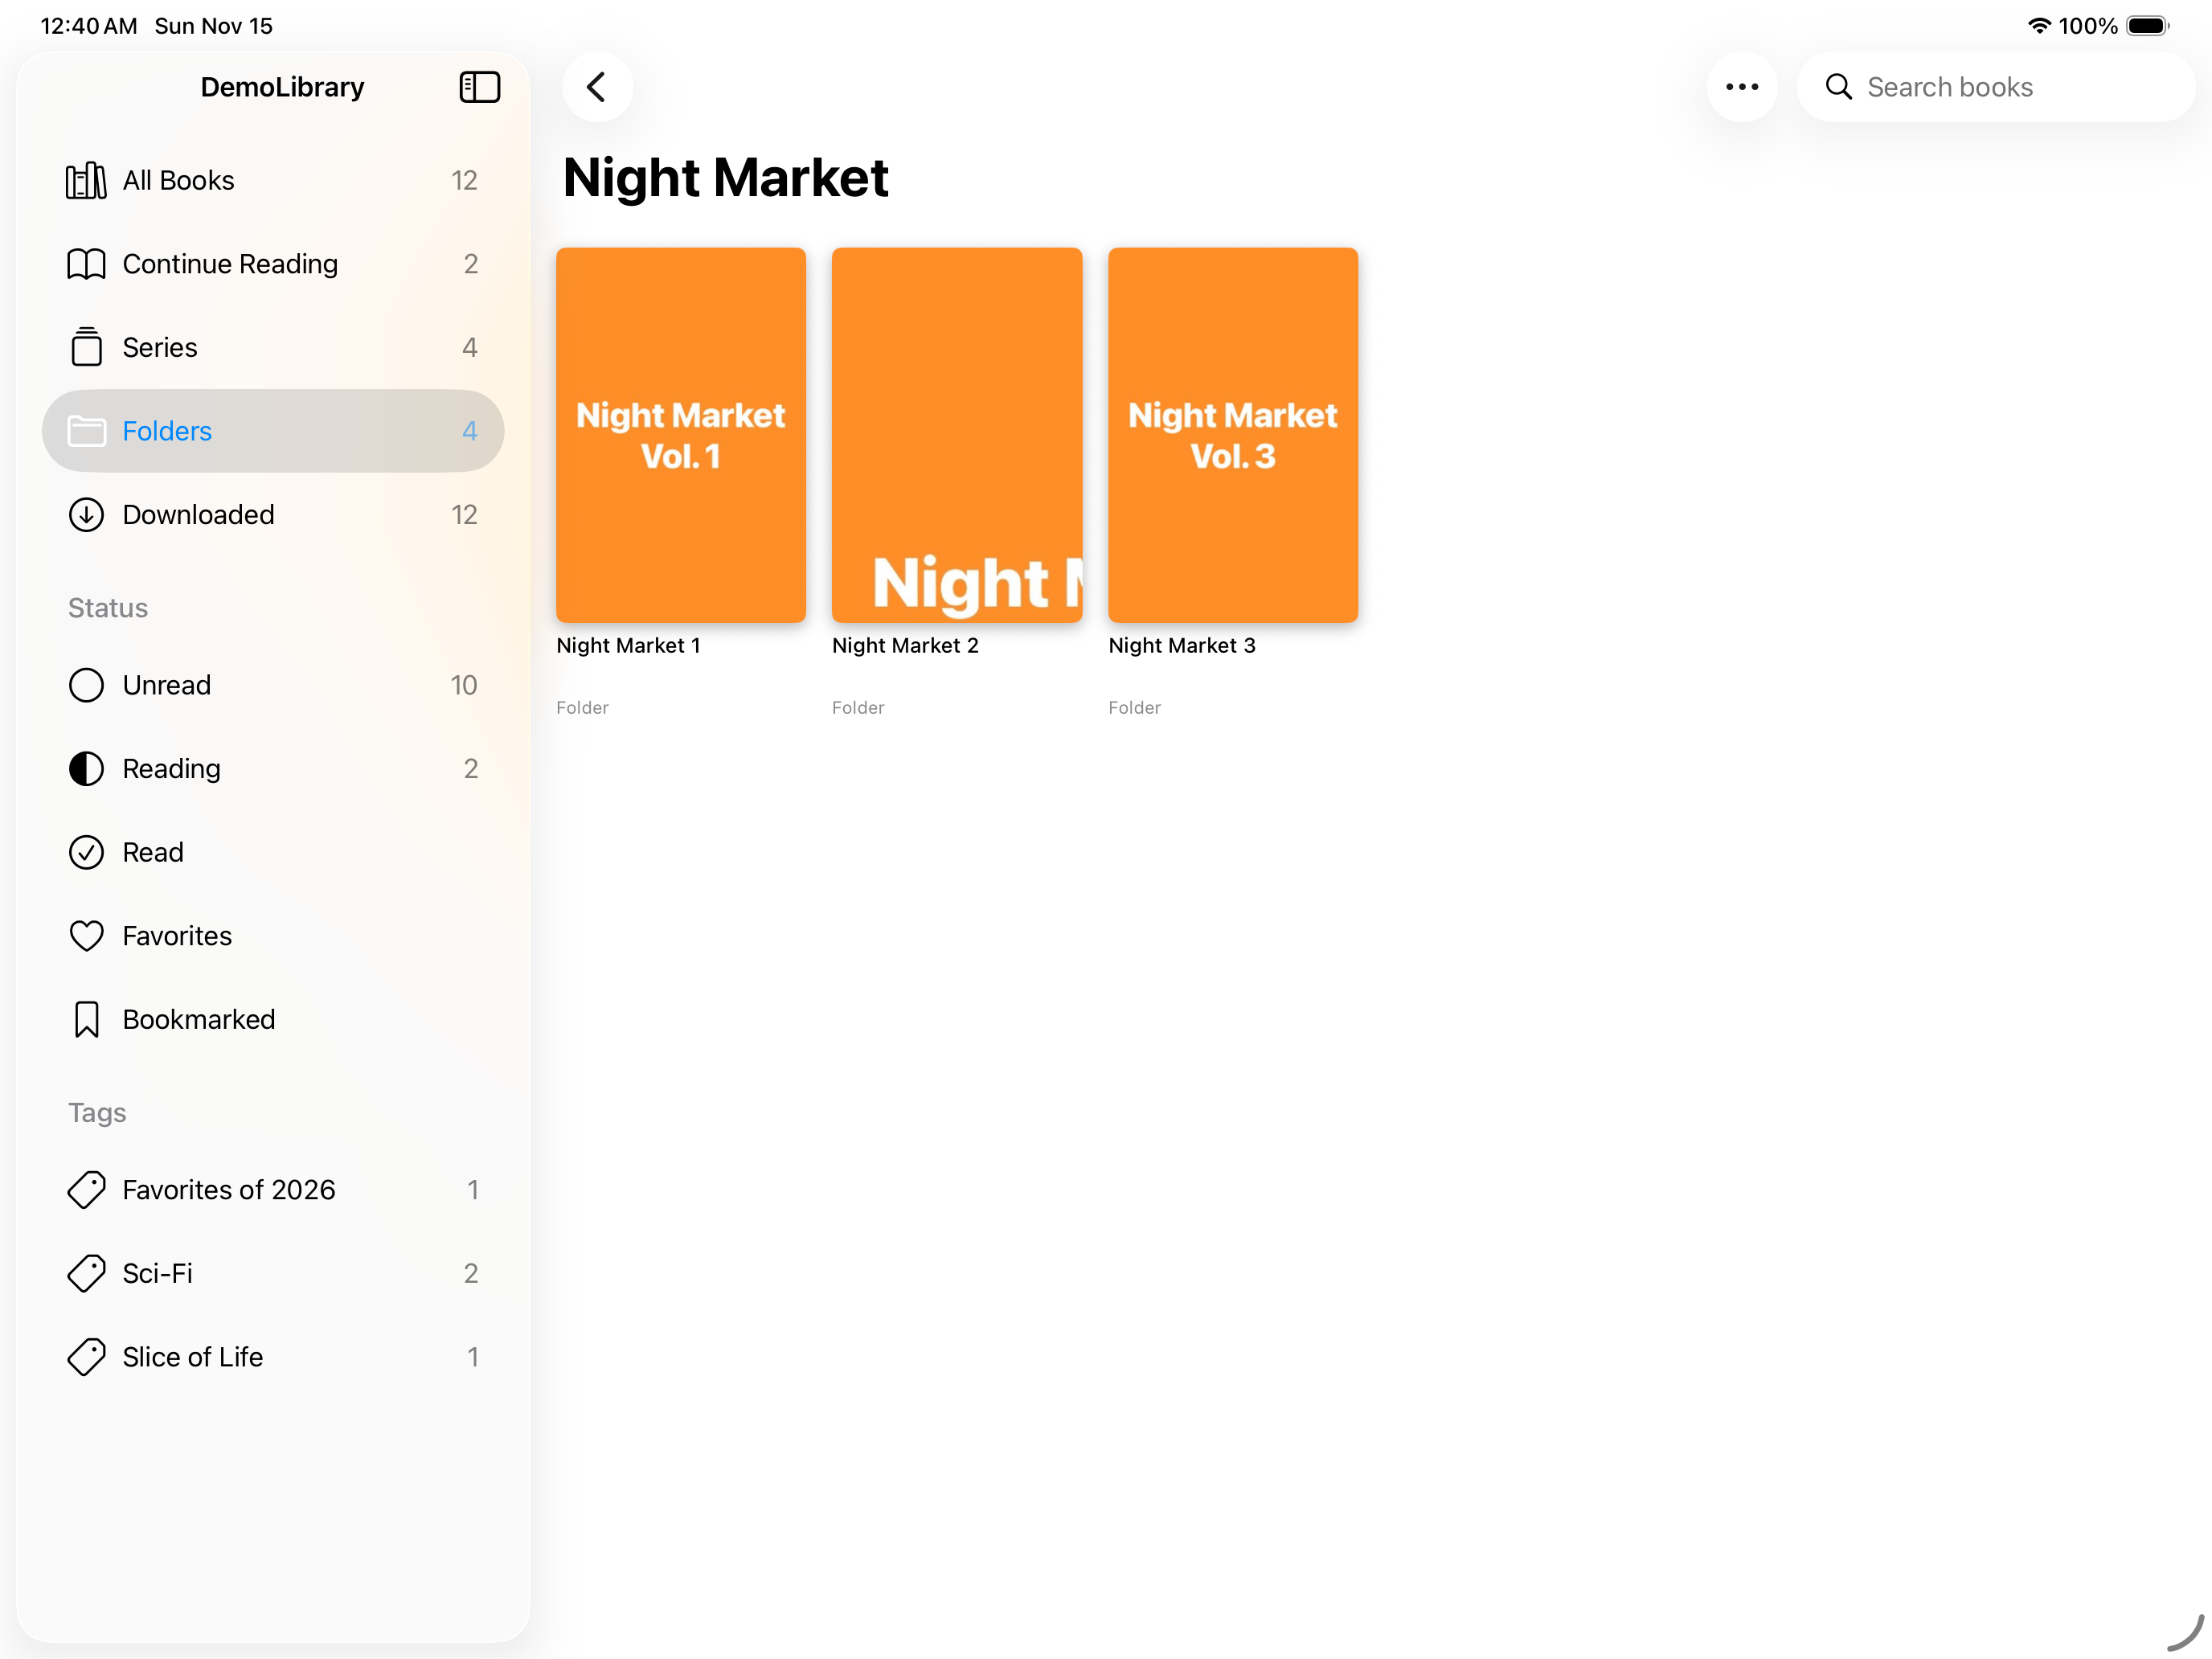 12:40 AM Sun Nov 15
100%
DemoLibrary
Search books
All Books 12
Continue Reading 2
Series 4
Folders 4
Downloaded 12
Status
Unread 10
Reading 2
Read
Favorites
Bookmarked
Tags
Favorites of 2026 1
Sci-Fi 2
Slice of Life 1
Night Market
Night Market
Vol. 1
Night Market 1
Folder
Night
Night Market 2
Folder
Night Market
Vol. 3
Night Market 3
Folder